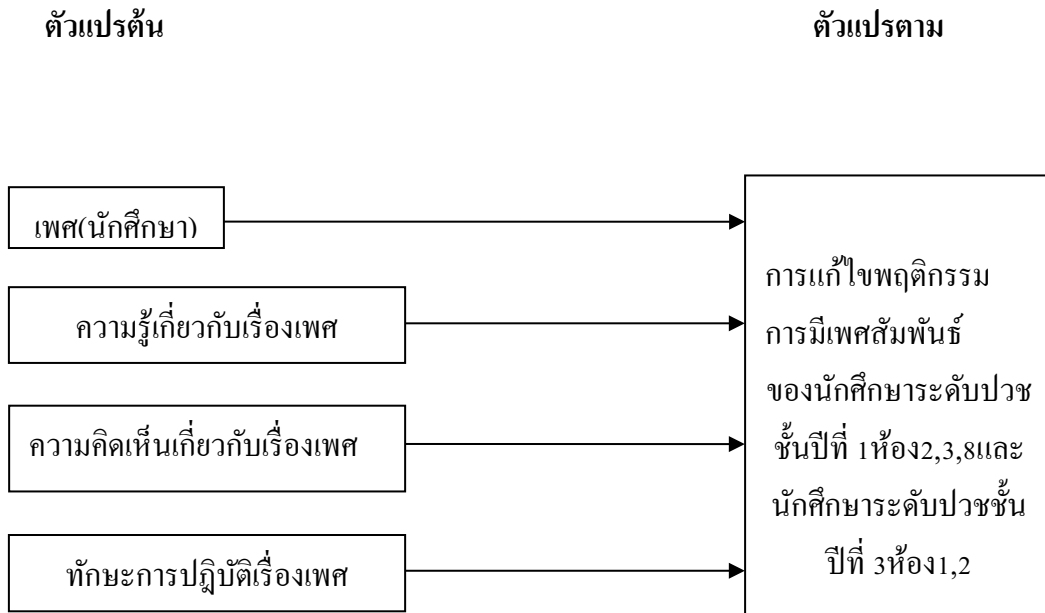 ตัวแปรต้น
ตัวแปรตาม
เพศ(นักศึกษา)
ความรู้เกี่ยวกับเรื่องเพศ
ความคิดเห็นเกี่ยวกับเรื่องเพศ
ทักษะการปฎิบัติเรื่องเพศ
การแก้ไขพฤติกรรม
การมีเพศสัมพันธ์
ของนักศึกษาระดับปวช
ชั้นปีที่ 1ห้อง2,3,8และ
นักศึกษาระดับปวชชั้น
ปีที่ 3ห้อง1,2